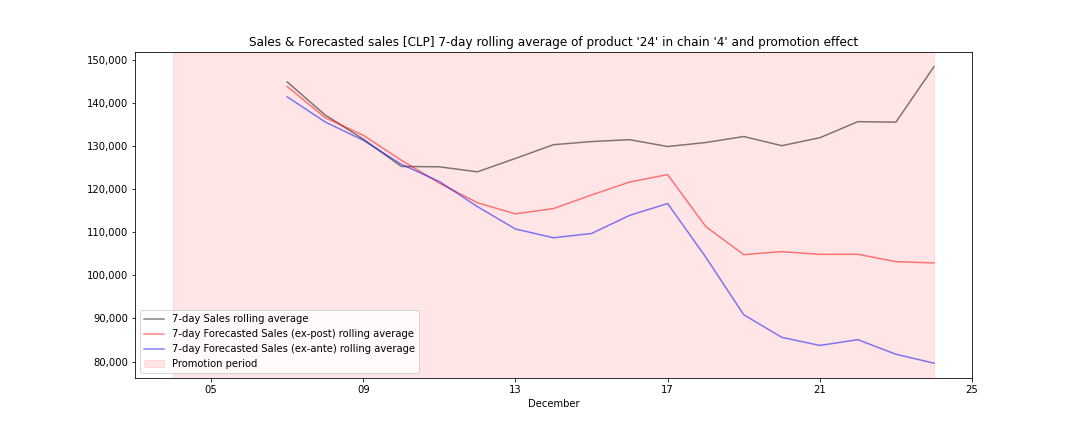 Sales & Forecasted sales [CLP] 7-day rolling average of product '24' in chain '4' and promotion effect
150,000
140,000
130,000
120,000
110,000
100,000
90,000
80,000
7-day Sales rolling average
7-day Forecasted Sales (ex-post) rolling average
7-day Forecasted Sales (ex-ante) rolling average
Promotion period
05 09 13 17 21 25
December